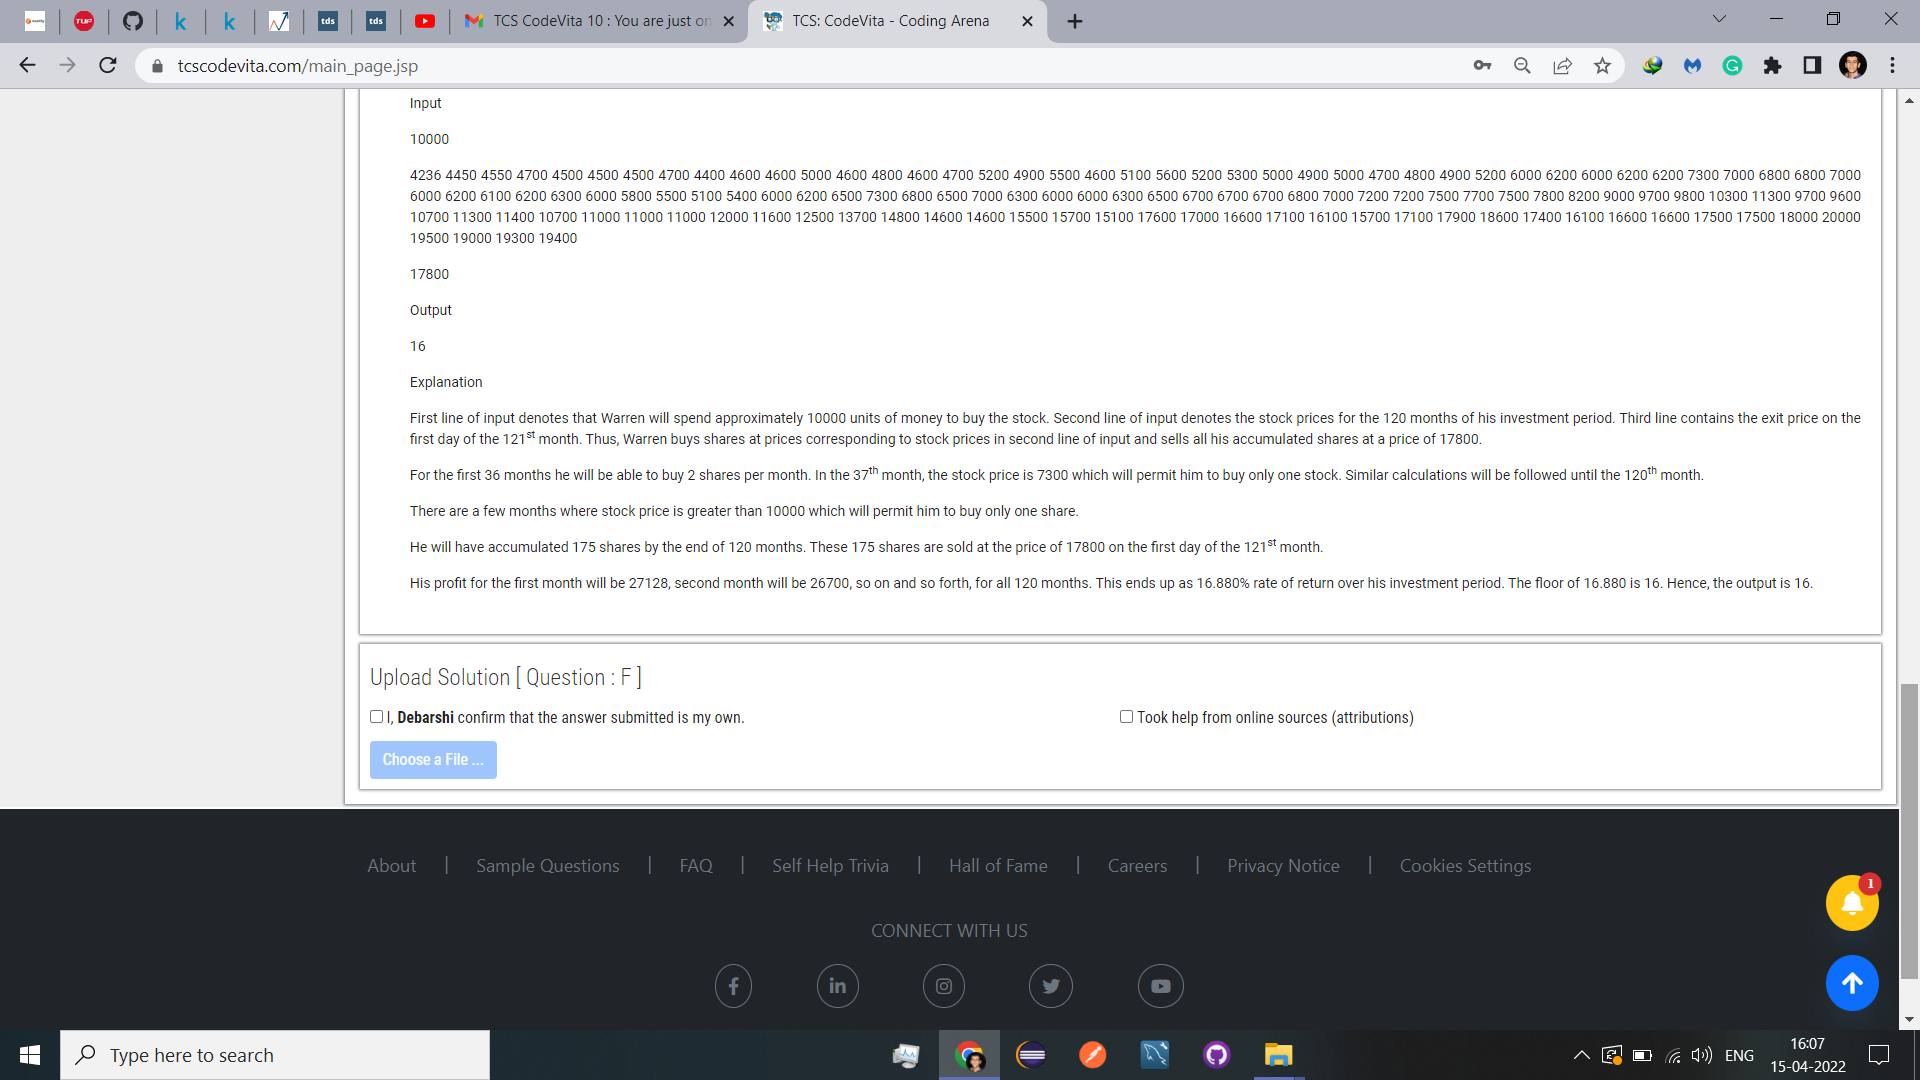 TUP
k
k
tds
tds
TCS CodeVita 10 : You are just on
TCS: CodeVita - Coding Arena
tcscodevita.com/main_page.jsp
Input
10000
4236 4450 4550 4700 4500 4500 4500 4700 4400 4600 4600 5000 4600 4800 4600 4700 5200 4900 5500 4600 5100 5600 5200 5300 5000 4900 5000 4700 4800 4900 5200 6000 6200 6000 6200 6200 7300 7000 6800 6800 7000
6000 6200 6100 6200 6300 6000 5800 5500 5100 5400 6000 6200 6500 7300 6800 6500 7000 6300 6000 6000 6300 6500 6700 6700 6700 6800 7000 7200 7200 7500 7700 7500 7800 8200 9000 9700 9800 10300 11300 9700 9600
10700 11300 11400 10700 11000 11000 11000 12000 11600 12500 13700 14800 14600 14600 15500 15700 15100 17600 17000 16600 17100 16100 15700 17100 17900 18600 17400 16100 16600 16600 17500 17500 18000 20000
19500 19000 19300 19400
17800
Output
16
Explanation
First line of input denotes that Warren will spend approximately 10000 units of money to buy the stock. Second line of input denotes the stock prices for the 120 months of his investment period. Third line contains the exit price on the
first day of the 121st month. Thus, Warren buys shares at prices corresponding to stock prices in second line of input and sells all his accumulated shares at a price of 17800.
For the first 36 months he will be able to buy 2 shares per month. In the 37th month, the stock price is 7300 which will permit him to buy only one stock. Similar calculations will be followed until the 120th month.
There are a few months where stock price is greater than 10000 which will permit him to buy only one share.
He will have accumulated 175 shares by the end of 120 months. These 175 shares are sold at the price of 17800 on the first day of the 121st month.
His profit for the first month will be 27128, second month will be 26700, so on and so forth, for all 120 months. This ends up as 16.880% rate of return over his investment period. The floor of 16.880 is 16. Hence, the output is 16.
Upload Solution [ Question : F ]
I, Debarshi confirm that the answer submitted is my own.
Took help from online sources (attributions)
Choose a File ...
About | Sample Questions | FAQ | Self Help Trivia | Hall of Fame | Careers | Privacy Notice | Cookies Settings
1
CONNECT WITH US
Type here to search
ENG
16:07
15-04-2022